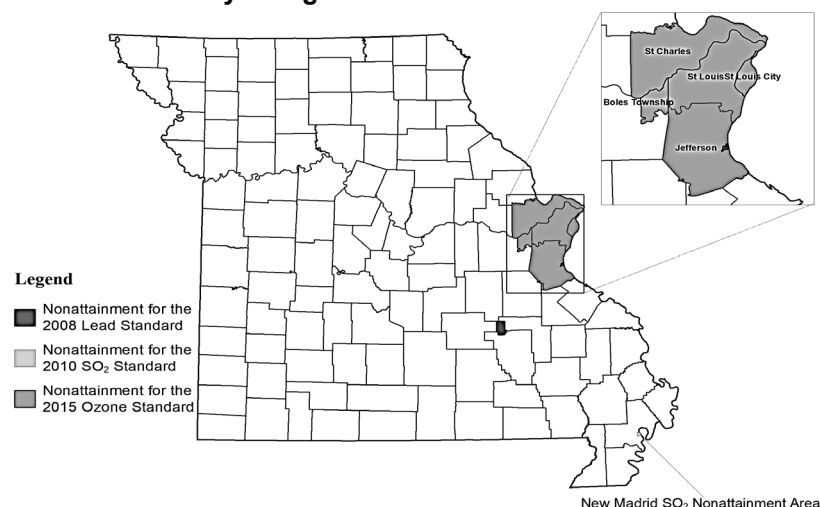 St Charles
St Louis
St Louis City
Boles Township
Jefferson
Legend
Nonattainment for the
2008 Lead Standard
Nonattainment for the
2010 SO₂ Standard
Nonattainment for the
2015 Ozone Standard
New Madrid SO₂ Nonattainment Area